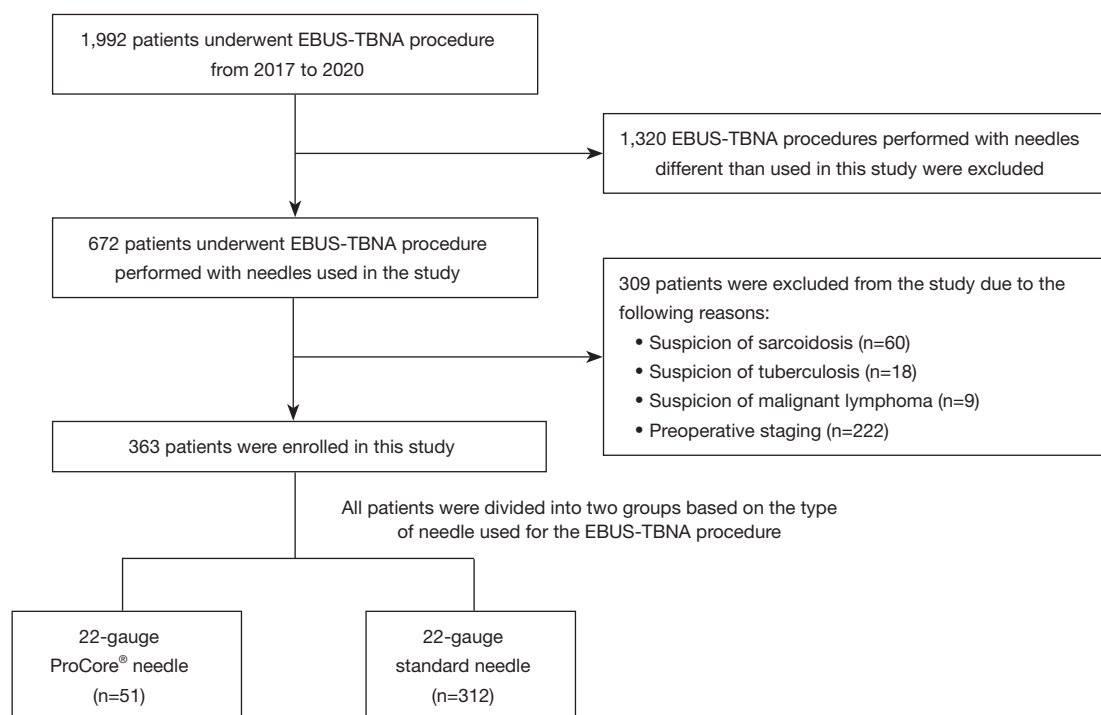 1,992 patients underwent EBUS-TBNA procedure
from 2017 to 2020
1,320 EBUS-TBNA procedures performed with needles
different than used in this study were excluded
672 patients underwent EBUS-TBNA procedure
performed with needles used in the study
309 patients were excluded from the study due to the
following reasons:
• Suspicion of sarcoidosis (n=60)
• Suspicion of tuberculosis (n=18)
• Suspicion of malignant lymphoma (n=9)
• Preoperative staging (n=222)
363 patients were enrolled in this study
All patients were divided into two groups based on the type
of needle used for the EBUS-TBNA procedure
22-gauge
ProCore® needle
(n=51)
22-gauge
standard needle
(n=312)